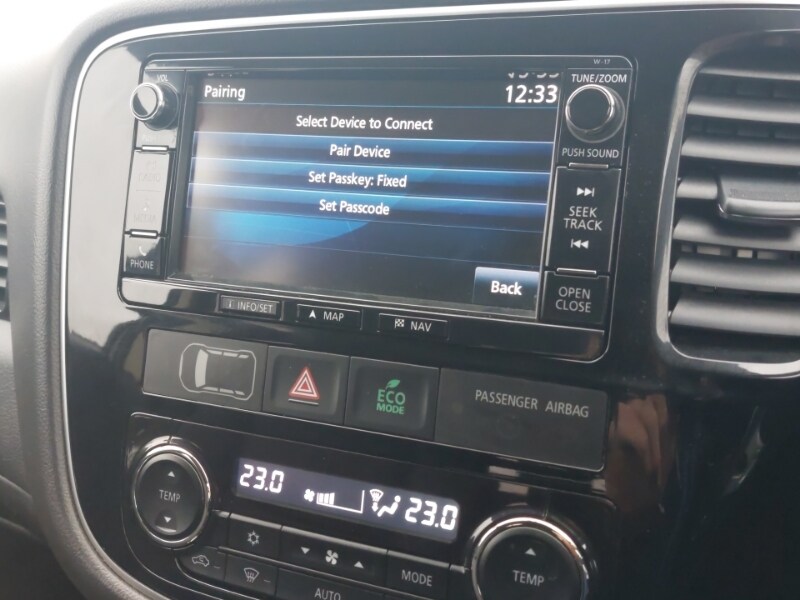 W-17
VOL
TUNE/ZOOM
Pairing
12:33
Select Device to Connect
Pair Device
PUSH SOUND
Set Passkey: Fixed
Set Passcode
SEEK
TRACK
PHONE
Back
OPEN
CLOSE
INFO/SET
MAP
NAV
ECO
MODE
PASSENGER AIRBAG
23.0
23.0
TEMP
MODE
TEMP
AUTO